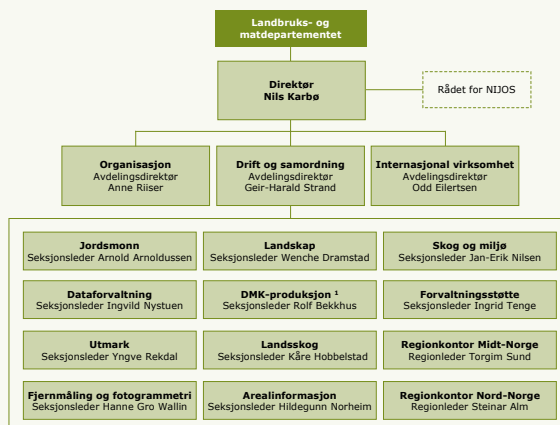 Landbruks- og
matdepartementet
Direktør
Nils Karbø
Rådet for NIJOS
Organisasjon
Avdelingsdirektør
Anne Riiser
Drift og samordning
Avdelingsdirektør
Geir-Harald Strand
Internasjonal virksomhet
Avdelingsdirektør
Odd Eilertsen
Jordsmonn
Seksjonsleder Arnold Arnoldussen
Landskap
Seksjonsleder Wenche Dramstad
Skog og miljø
Seksjonsleder Jan-Erik Nilsen
Dataforvaltning
Seksjonsleder Ingvild Nystuen
DMK-produksjon ¹
Seksjonsleder Rolf Bekkhus
Forvaltningsstøtte
Seksjonsleder Ingrid Tenge
Utmark
Seksjonsleder Yngve Rekdal
Landsskog
Seksjonsleder Kåre Hobbelstad
Regionkontor Midt-Norge
Regionleder Torgim Sund
Fjernmåling og fotogrammetri
Seksjonsleder Hanne Gro Wallin
Arealinformasjon
Seksjonsleder Hildegunn Norheim
Regionkontor Nord-Norge
Regionleder Steinar Alm